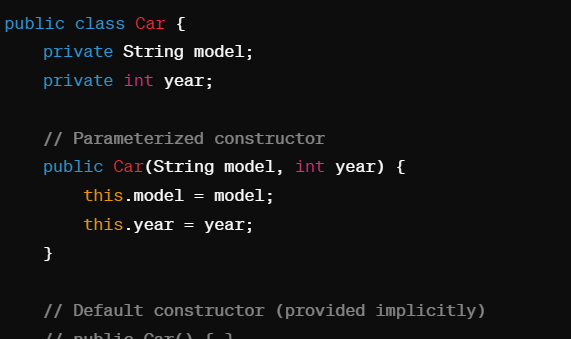 public class Car {
private String model;
private int year;
// Parameterized constructor
public Car(String model, int year) {
this.model = model;
this.year = year;
}
// Default constructor (provided implicitly)
// public Car() { }